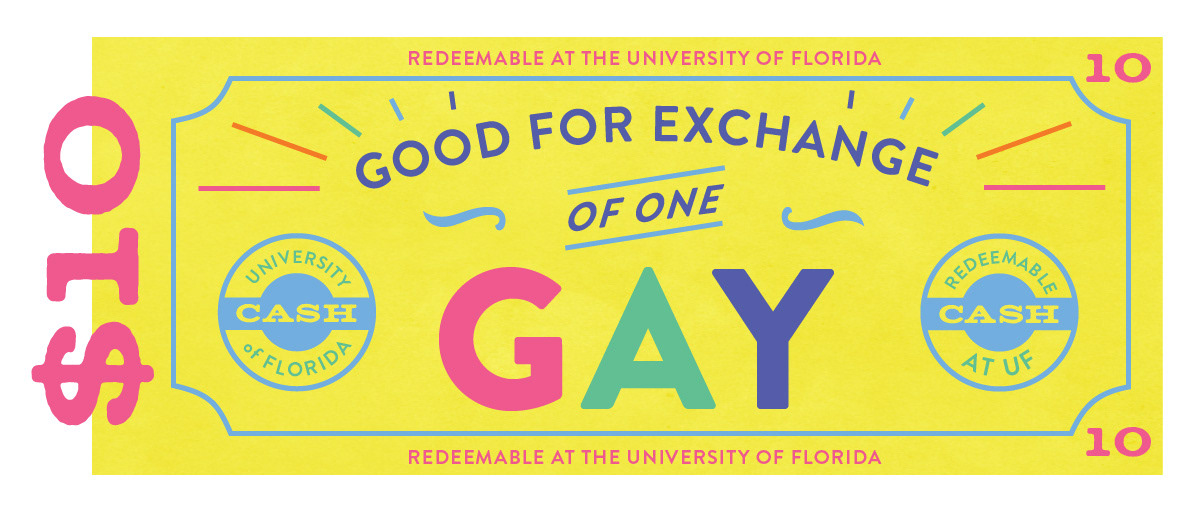 REDEEMABLE AT THE UNIVERSITY OF FLORIDA
10
$10
GOOD FOR EXCHANGE
OF ONE
GAY
UNIVERSITY
CASH
of FLORIDA
REDEEMABLE
CASH
AT UF
REDEEMABLE AT THE UNIVERSITY OF FLORIDA
10